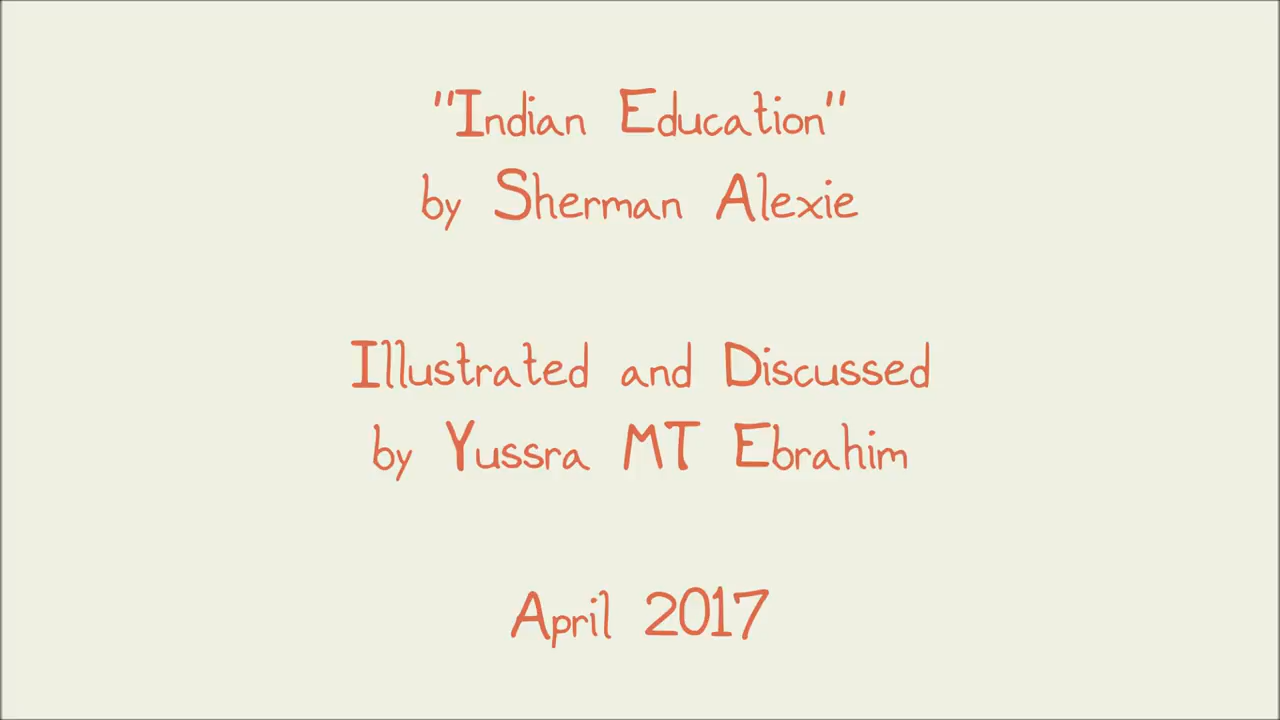 "Indian Education"
by Sherman Alexie
Illustrated and Discussed
by Yussra MT Ebrahim
April 2017